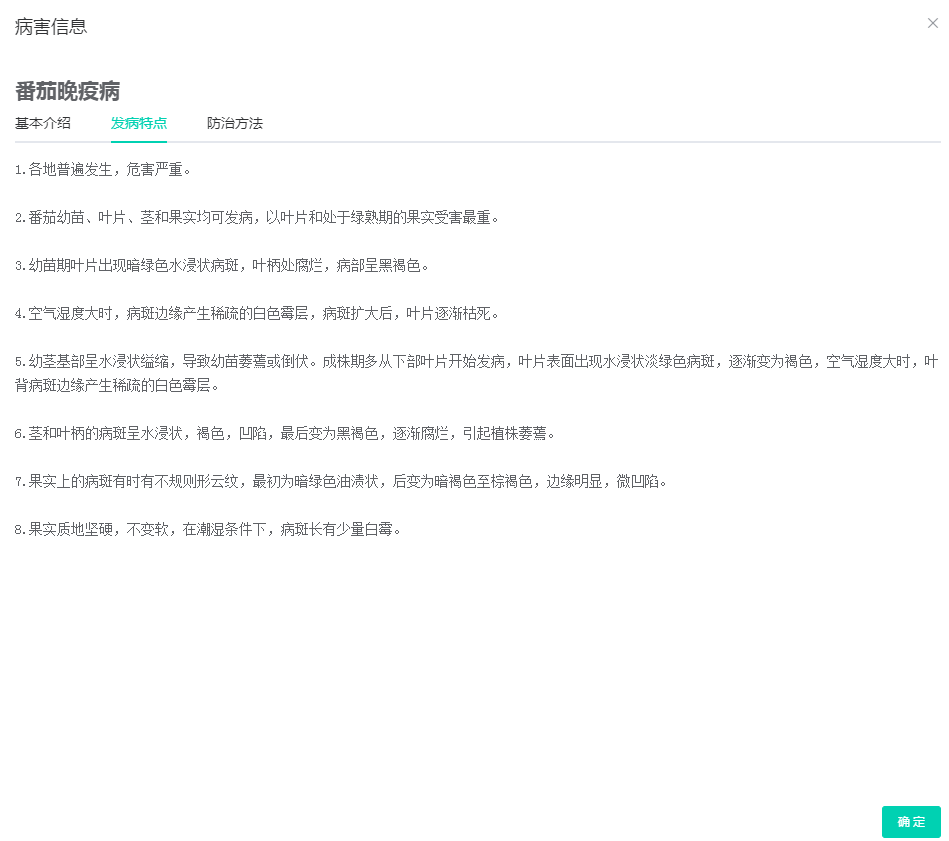 病害信息
番茄晚疫病
基本介绍 发病特点 防治方法
1.各地普遍发生，危害严重。
2.番茄幼苗、叶片、茎和果实均可发病，以叶片和处于绿熟期的果实受害最重。
3.幼苗期叶片出现暗绿色水浸状病斑，叶柄处腐烂，病部呈黑褐色。
4.空气湿度大时，病斑边缘产生稀疏的白色霉层，病斑扩大后，叶片逐渐枯死。
5.幼茎基部呈水浸状缢缩，导致幼苗萎蔫或倒伏。成株期多从下部叶片开始发病，叶片表面出现水浸状淡绿色病斑，逐渐变为褐色，空气湿度大时，叶
背病斑边缘产生稀疏的白色霉层。
6.茎和叶柄的病斑呈水浸状，褐色，凹陷，最后变为黑褐色，逐渐腐烂，引起植株萎蔫。
7.果实上的病斑有时有不规则形云纹，最初为暗绿色油渍状，后变为暗褐色至棕褐色，边缘明显，微凹陷。
8.果实质地坚硬，不变软，在潮湿条件下，病斑长有少量白霉。
确定